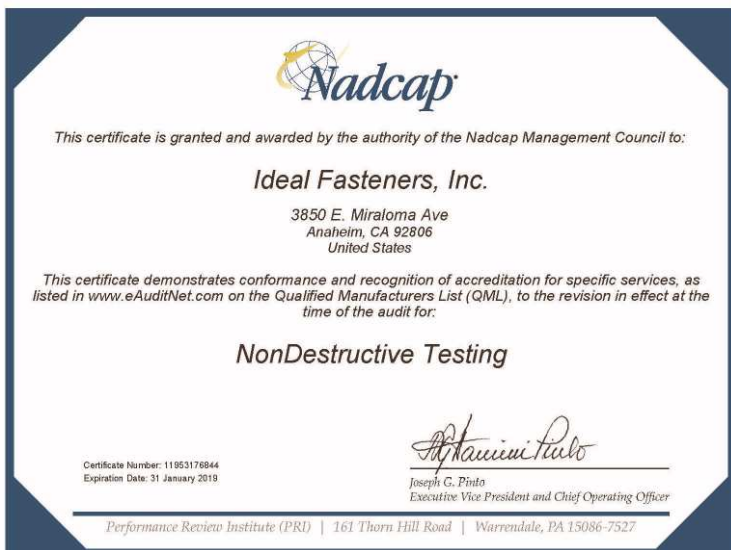 Nadcap
This certificate is granted and awarded by the authority of the Nadcap Management Council to:
Ideal Fasteners, Inc.
3850 E. Miraloma Ave
Anaheim, CA 92806
United States
This certificate demonstrates conformance and recognition of accreditation for specific services, as
listed in www.eAuditNet.com on the Qualified Manufacturers List (QML), to the revision in effect at the
time of the audit for:
NonDestructive Testing
Certificate Number: 11953176844
Expiration Date: 31 January 2019
Joseph G. Pinto
Executive Vice President and Chief Operating Officer
Performance Review Institute (PRI) | 161 Thorn Hill Road | Warrendale, PA 15086-7527